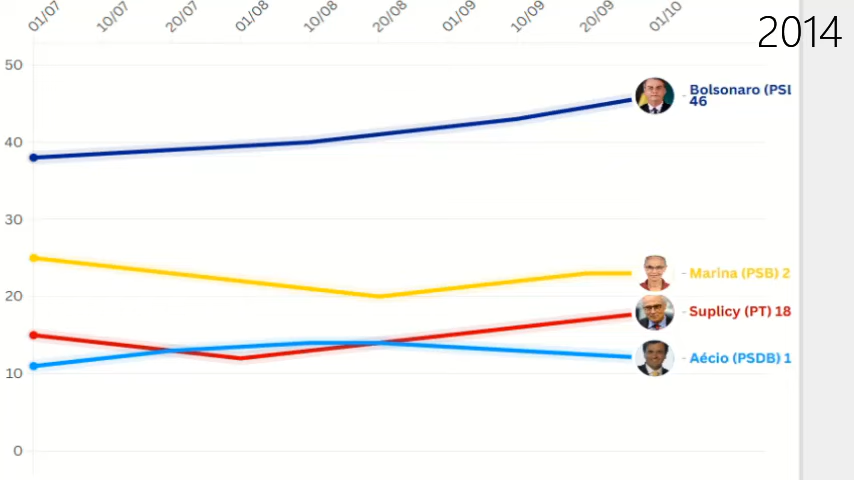 01/07 10/07 20/07 01/08 10/08 20/08 01/09 10/09 20/09 01/10
2014
50
Bolsonaro (PSL
46
40
30
Marina (PSB) 2
20
Suplicy (PT) 18
Aécio (PSDB) 1
10
0